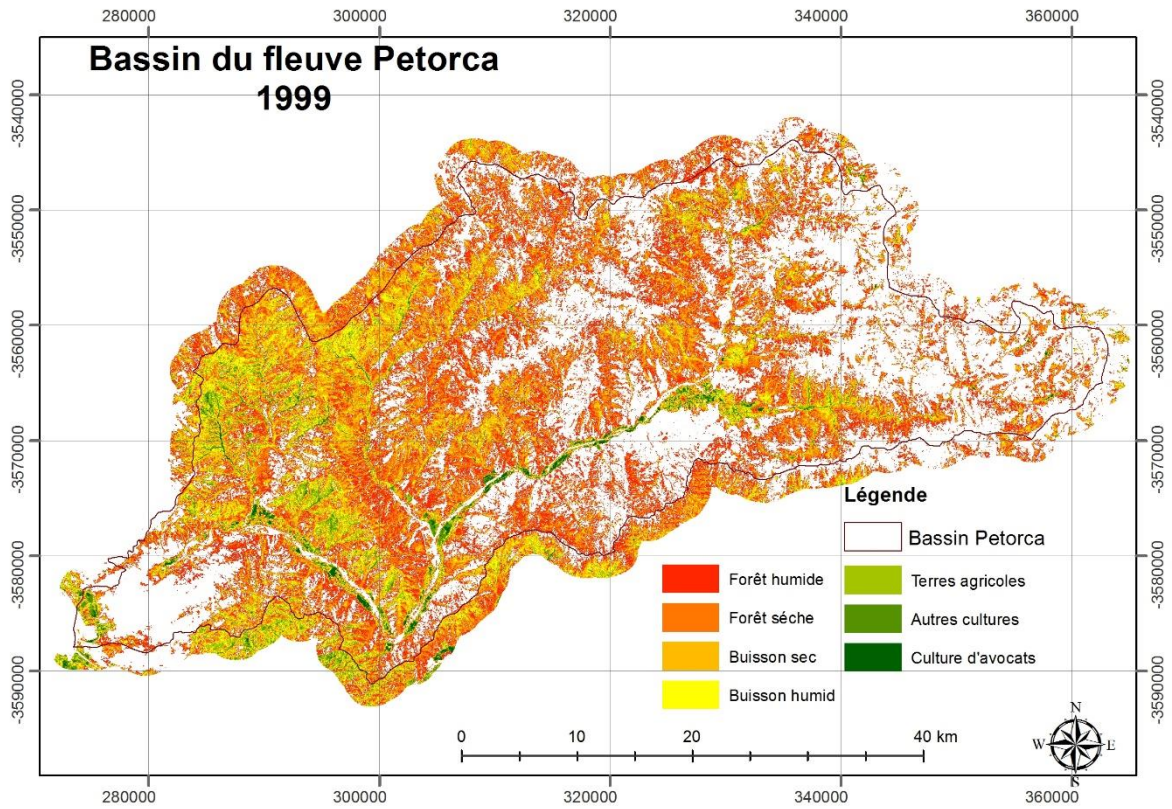 280000 300000 320000 340000 360000
Bassin du fleuve Petorca
1999
-3540000 -3540000
-3550000 -3550000
-3560000 -3560000
-3570000 -3570000
-3580000 -3580000
-3590000 -3590000
Légende
Bassin Petorca
Forêt humide
Forêt séche
Buisson sec
Buisson humid
Terres agricoles
Autres cultures
Culture d'avocats
0 10 20 40 km
N
W E
S
280000 300000 320000 340000 360000